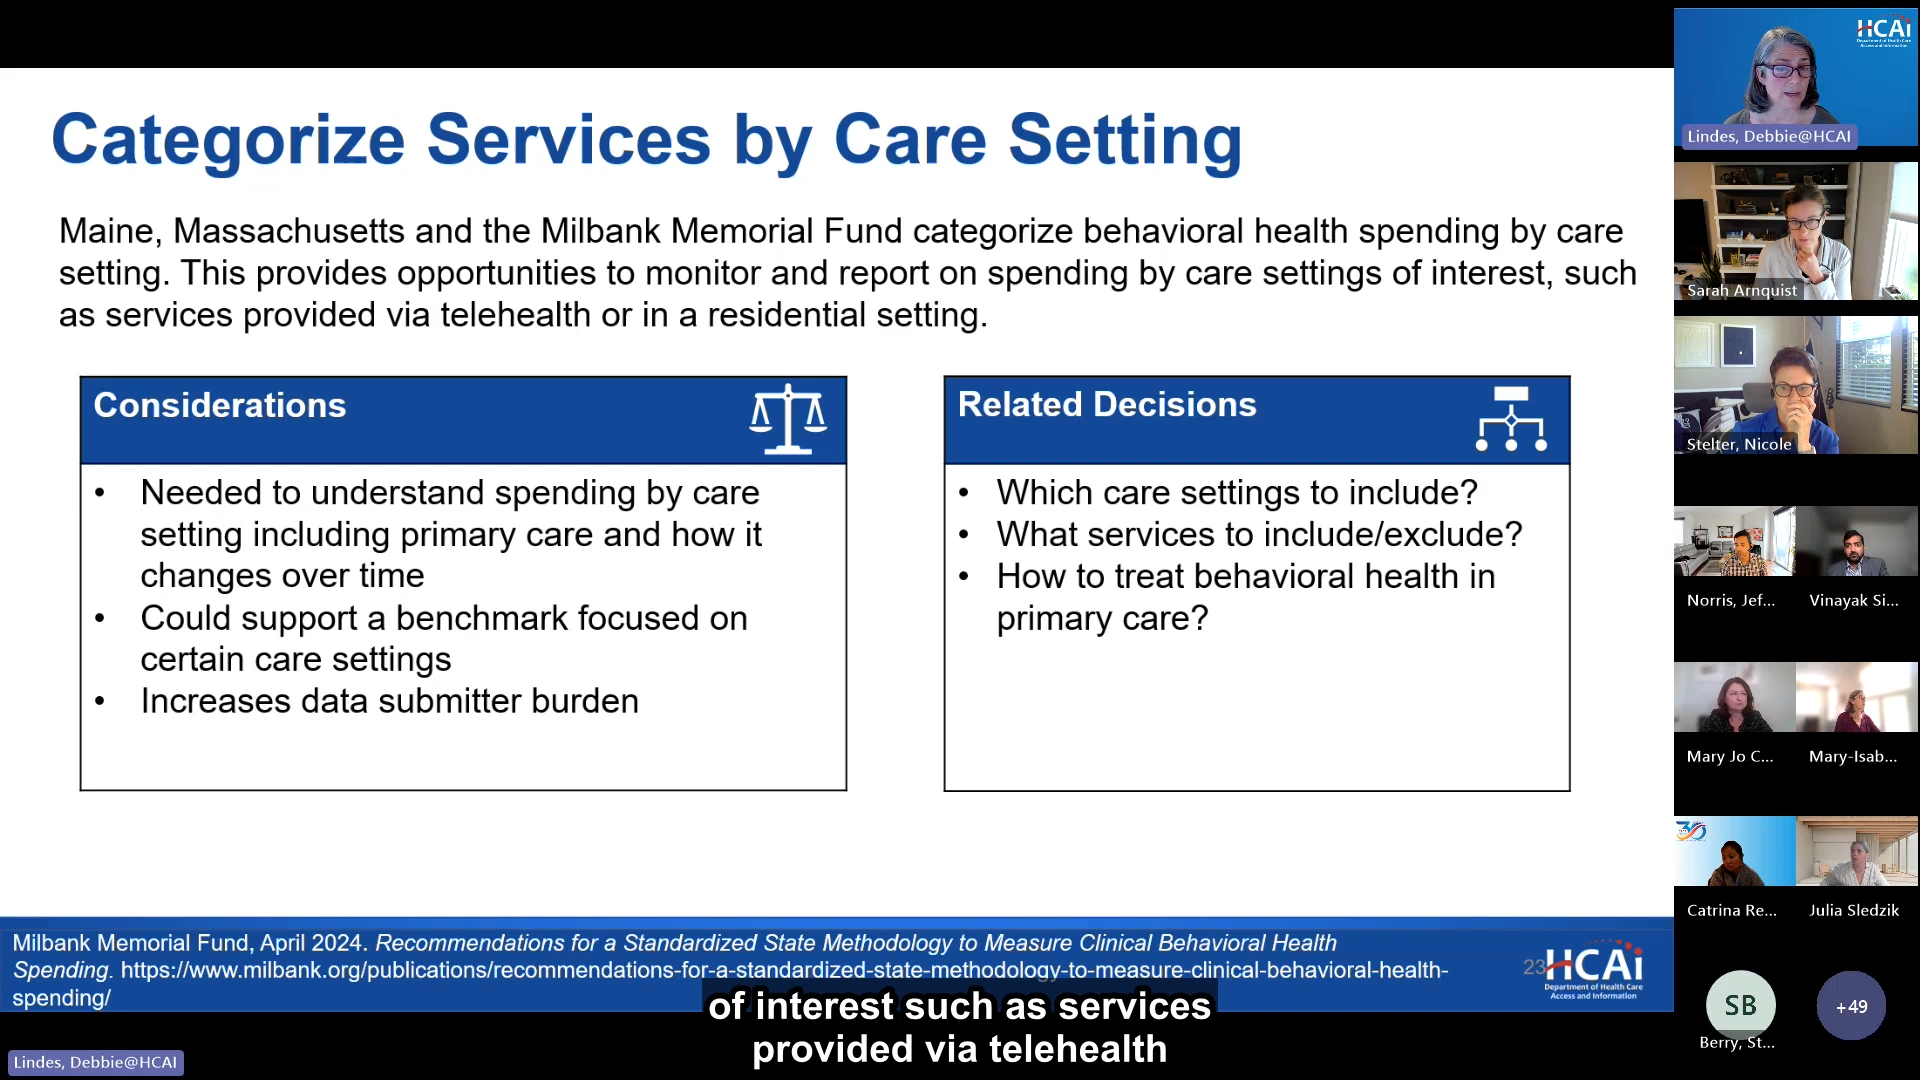 Categorize Services by Care Setting
Maine, Massachusetts and the Milbank Memorial Fund categorize behavioral health spending by care
setting. This provides opportunities to monitor and report on spending by care settings of interest, such
as services provided via telehealth or in a residential setting.
Considerations
• Needed to understand spending by care
setting including primary care and how it
changes over time
• Could support a benchmark focused on
certain care settings
• Increases data submitter burden
Related Decisions
• Which care settings to include?
• What services to include/exclude?
• How to treat behavioral health in
primary care?
Milbank Memorial Fund, April 2024. Recommendations for a Standardized State Methodology to Measure Clinical Behavioral Health
Spending. https://www.milbank.org/publications/recommendations-for-a-standardized-state-methodology-to-measure-clinical-behavioral-health-
spending/
23
HCAi
Department of Health Care
Access and Information
of interest such as services
provided via telehealth
Lindes, Debbie@HCAI
HCAi
Department of Health Care
Access and Information
Lindes, Debbie@HCAI
Sarah Arnquist
Stelter, Nicole
Norris, Jef...
Vinayak Si...
Mary Jo C...
Mary-Isab...
30
Catrina Re...
Julia Sledzik
SB
+49
Berry, St...